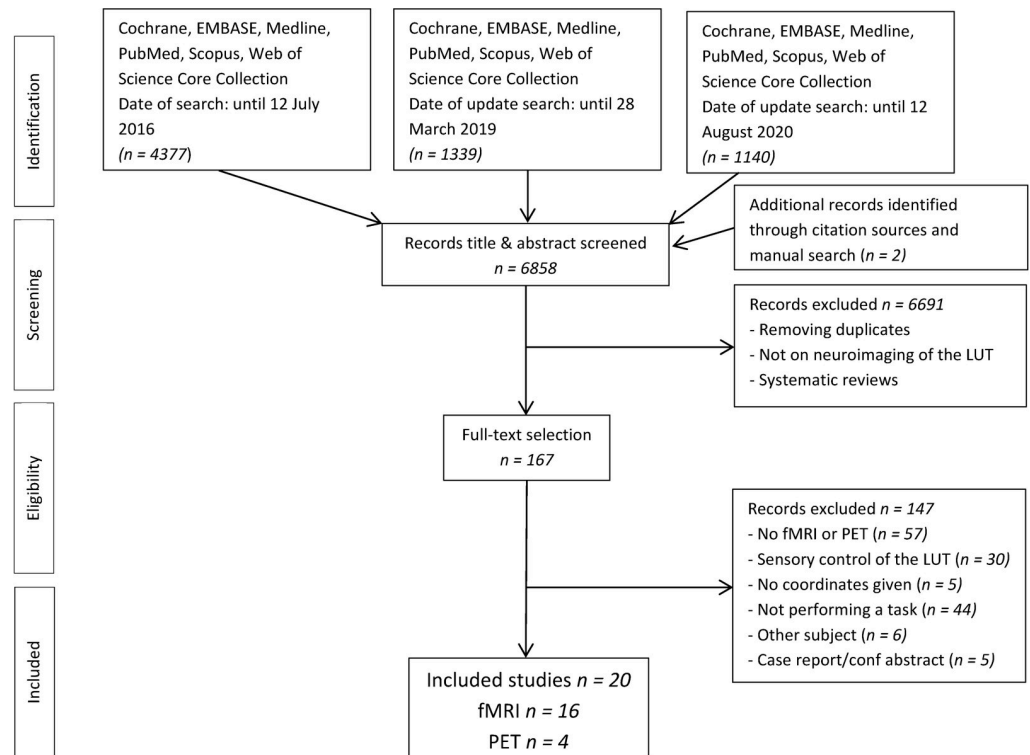 Identification
Cochrane, EMBASE, Medline,
PubMed, Scopus, Web of
Science Core Collection
Date of search: until 12 July
2016
(n = 4377)
Cochrane, EMBASE, Medline,
PubMed, Scopus, Web of
Science Core Collection
Date of update search: until 28
March 2019
(n = 1339)
Cochrane, EMBASE, Medline,
PubMed, Scopus, Web of
Science Core Collection
Date of update search: until 12
August 2020
(n = 1140)
Additional records identified
through citation sources and
manual search (n = 2)
Screening
Records title & abstract screened
n = 6858
Records excluded n = 6691
- Removing duplicates
- Not on neuroimaging of the LUT
- Systematic reviews
Eligibility
Full-text selection
n = 167
Records excluded n = 147
- No fMRI or PET (n = 57)
- Sensory control of the LUT (n = 30)
- No coordinates given (n = 5)
- Not performing a task (n = 44)
- Other subject (n = 6)
- Case report/conf abstract (n = 5)
Included
Included studies n = 20
fMRI n = 16
PET n = 4